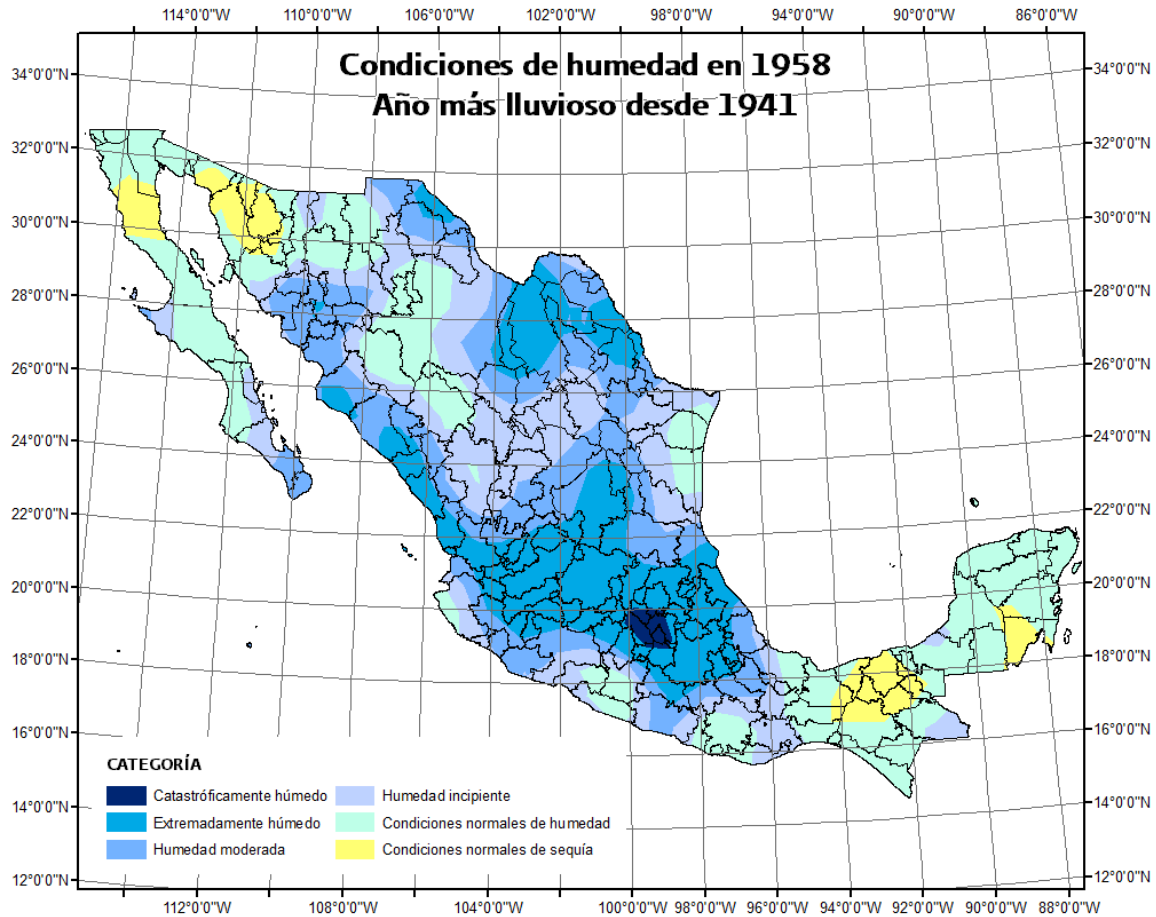 114°0'0"W 110°0'0"W 106°0'0"W 102°0'0"W 98°0'0"W 94°0'0"W 90°0'0"W 86°0'0"W
Condiciones de humedad en 1958
Año más lluvioso desde 1941
34°0'0"N 34°0'0"N
32°0'0"N 32°0'0"N
30°0'0"N 30°0'0"N
28°0'0"N 28°0'0"N
26°0'0"N 26°0'0"N
24°0'0"N 24°0'0"N
22°0'0"N 22°0'0"N
20°0'0"N 20°0'0"N
18°0'0"N 18°0'0"N
16°0'0"N 16°0'0"N
14°0'0"N 14°0'0"N
12°0'0"N 12°0'0"N
CATEGORÍA
Catastróficamente húmedo
Extremadamente húmedo
Humedad moderada
Humedad incipiente
Condiciones normales de humedad
Condiciones normales de sequía
112°0'0"W 108°0'0"W 104°0'0"W 100°0'0"W 98°0'0"W 96°0'0"W 94°0'0"W 92°0'0"W 90°0'0"W